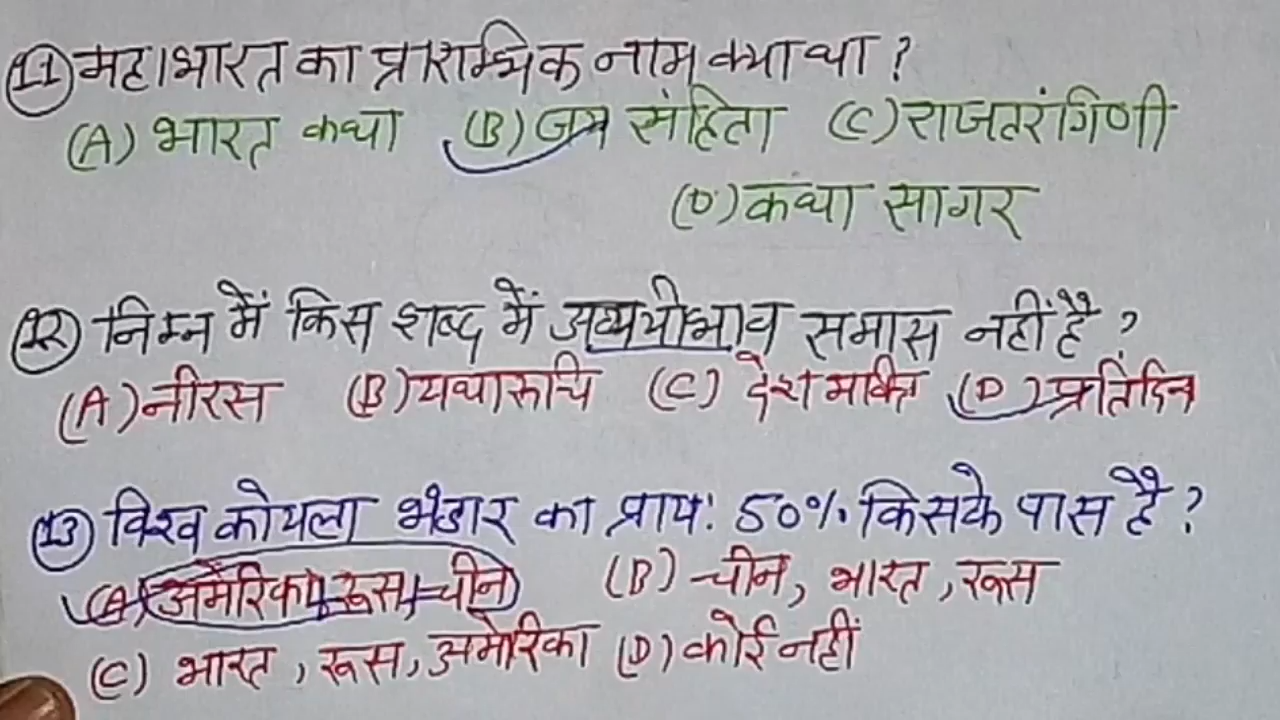 11) महाभारत का प्रारम्भिक नाम क्या था ?
(A) भारत कथा (B) जय संहिता (C) राजतरंगिणी
(D) कथा सागर
12) निम्न में किस शब्द में अव्ययीभाव समास नहीं है ?
(A) नीरस (B) यथारूचि (C) देशभक्ति (D) प्रतिदिन
13) विश्व कोयला भंडार का प्राय: 50% किसके पास है ?
(A) अमेरिका, रूस, चीन (B) चीन, भारत, रूस
(C) भारत, रूस, अमेरिका (D) कोई नहीं